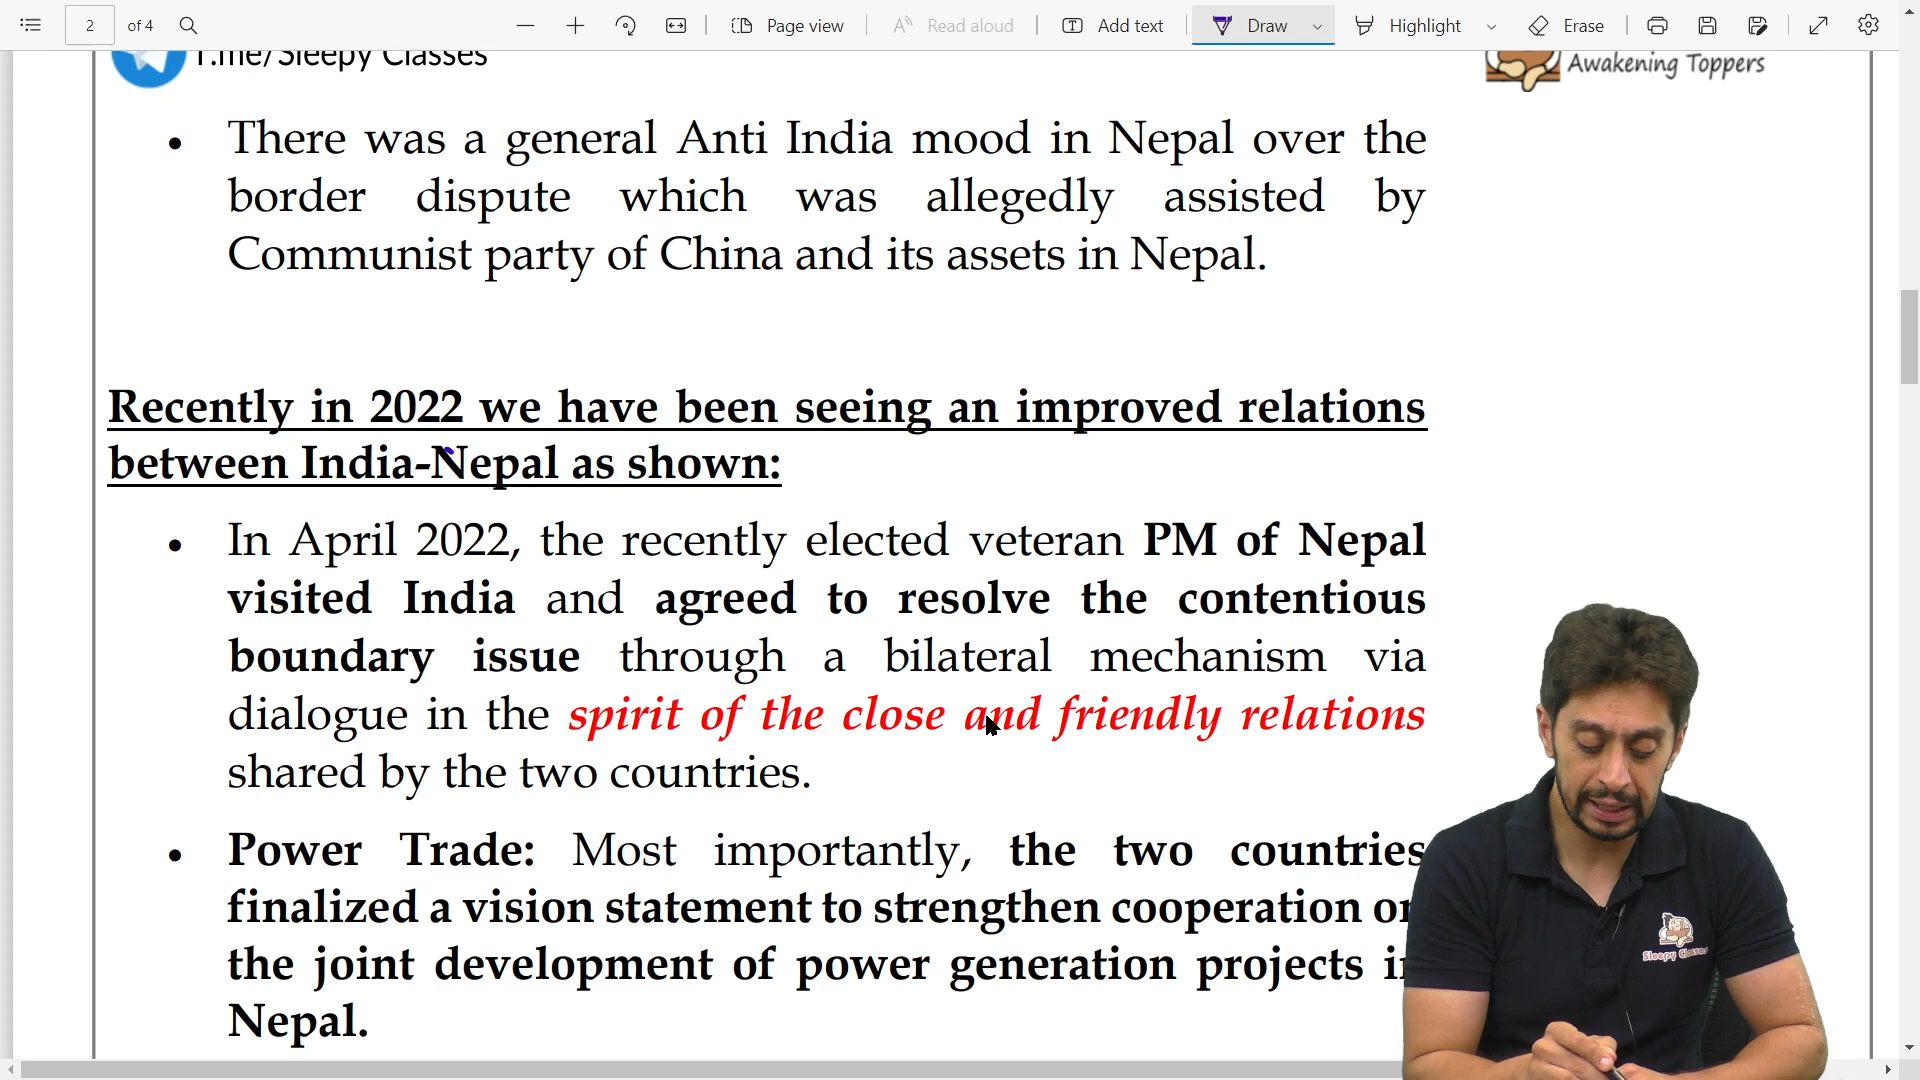 2 of 4 Page view Read aloud Add text Draw Highlight Erase
T.me/Sleepy Classes
Awakening Toppers
• There was a general Anti India mood in Nepal over the
border dispute which was allegedly assisted by
Communist party of China and its assets in Nepal.
Recently in 2022 we have been seeing an improved relations
between India-Nepal as shown:
• In April 2022, the recently elected veteran PM of Nepal
visited India and agreed to resolve the contentious
boundary issue through a bilateral mechanism via
dialogue in the spirit of the close and friendly relations
shared by the two countries.
• Power Trade: Most importantly, the two countries
finalized a vision statement to strengthen cooperation
the joint development of power generation projects
Nepal.
Sleepy Classes